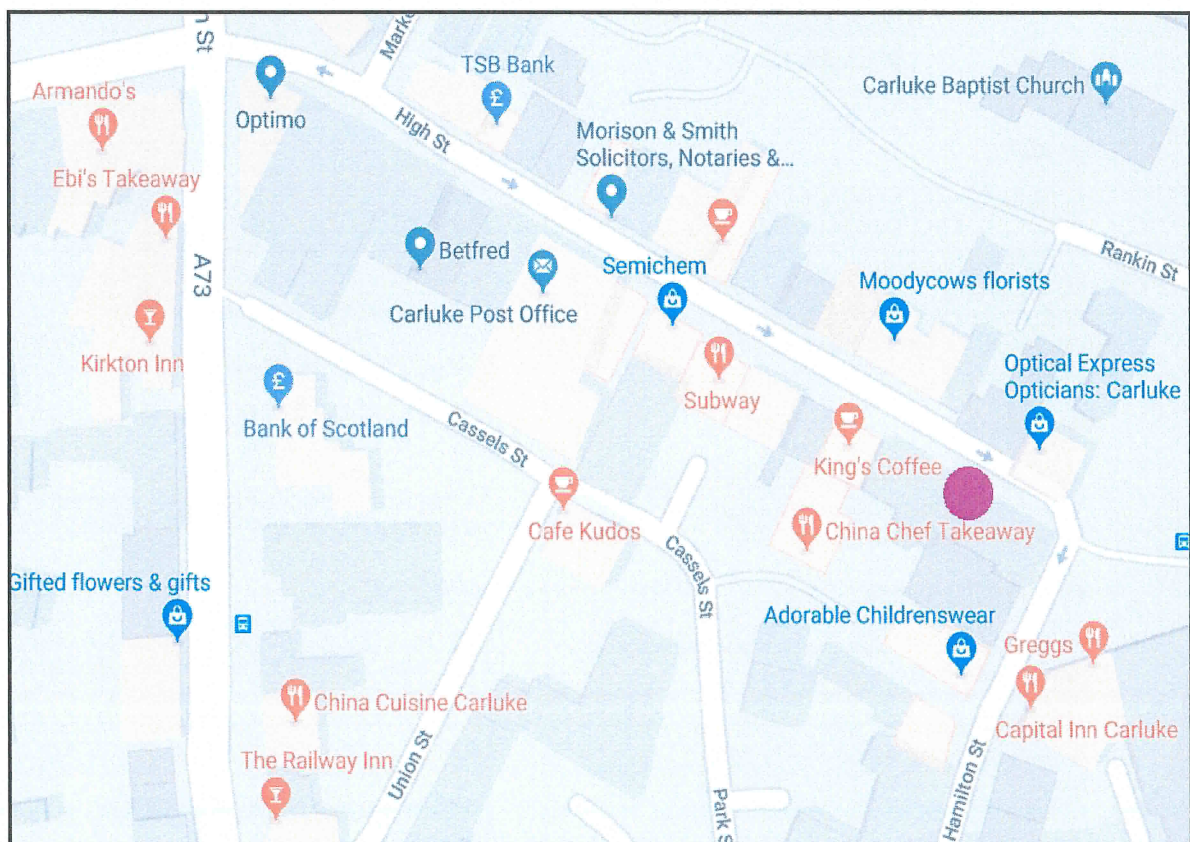 n St
Marke
TSB Bank
Carluke Baptist Church
Armando's
Optimo
High St
Morison & Smith
Solicitors, Notaries &...
Ebi's Takeaway
Betfred
Rankin St
A73
Semichem
Moodycows florists
Carluke Post Office
Kirkton Inn
Optical Express
Opticians: Carluke
Subway
Bank of Scotland
Cassels St
King's Coffee
Cafe Kudos
China Chef Takeaway
Cassels St
Gifted flowers & gifts
Adorable Childrenswear
Greggs
China Cuisine Carluke
Capital Inn Carluke
The Railway Inn
Union St
Park S
Hamilton St